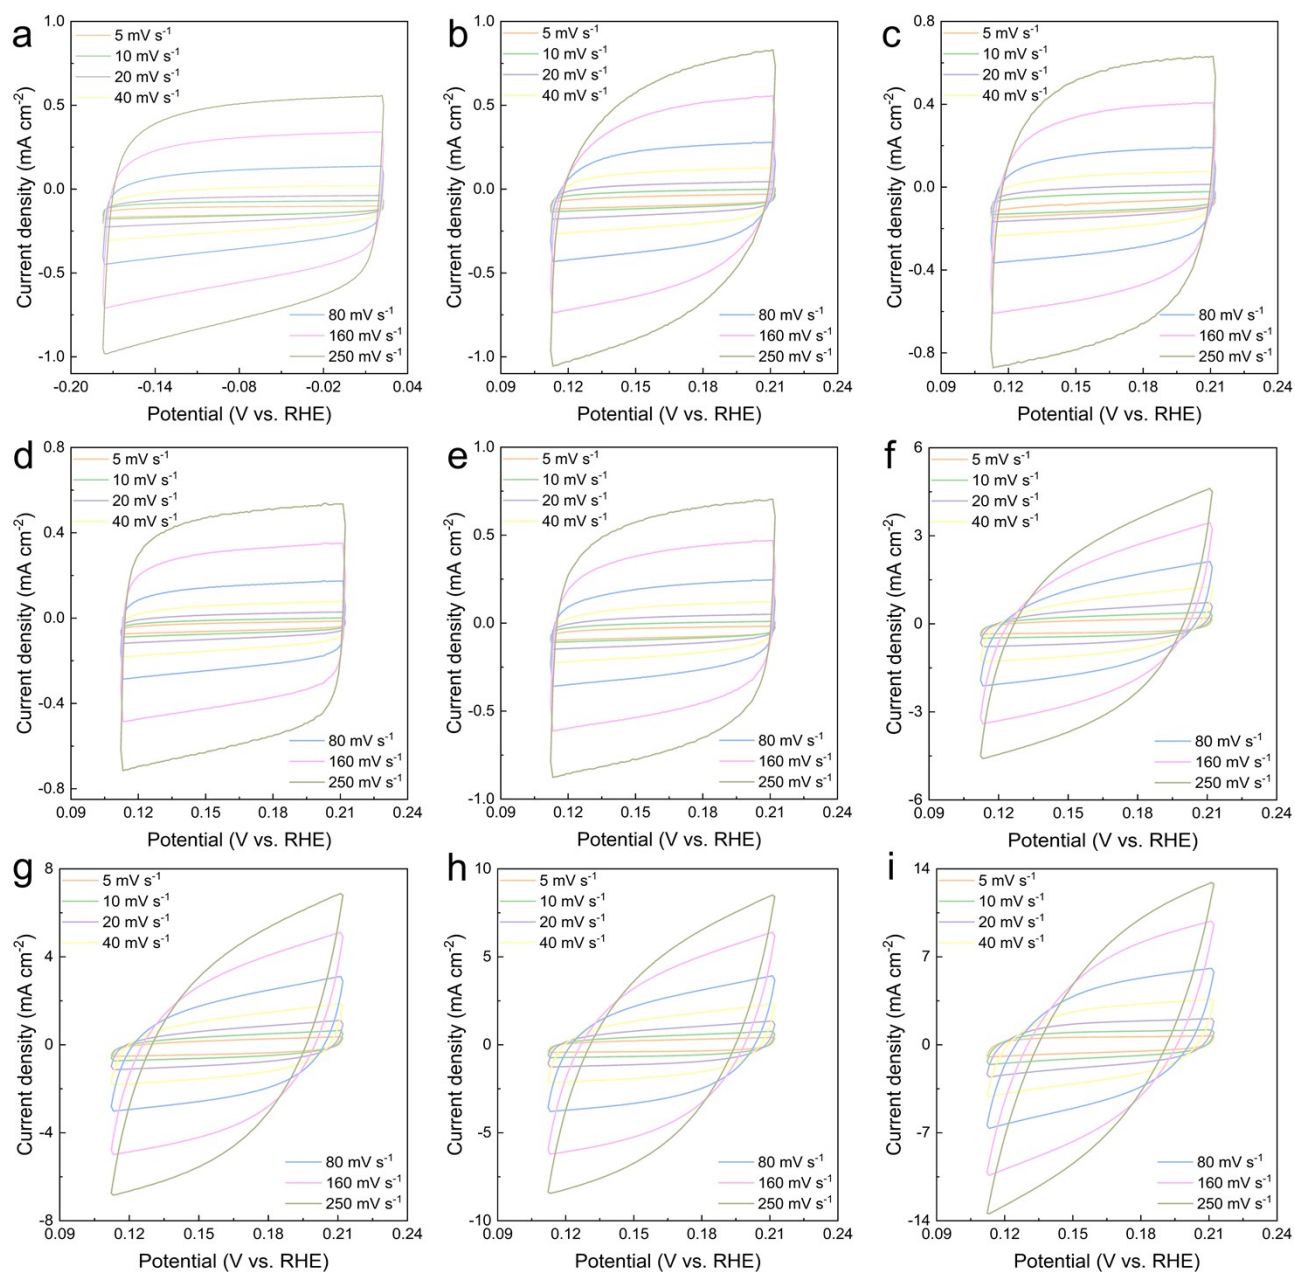 a
1.0
0.5
0.0
-0.5
-1.0
Current density (mA cm-2)
5 mV s-1
10 mV s-1
20 mV s-1
40 mV s-1
80 mV s-1
160 mV s-1
250 mV s-1
-0.20 -0.14 -0.08 -0.02 0.04
Potential (V vs. RHE)
b
1.0
0.5
0.0
-0.5
-1.0
Current density (mA cm-2)
5 mV s-1
10 mV s-1
20 mV s-1
40 mV s-1
80 mV s-1
160 mV s-1
250 mV s-1
0.09 0.12 0.15 0.18 0.21 0.24
Potential (V vs. RHE)
c
0.8
0.4
0.0
-0.4
-0.8
Current density (mA cm-2)
5 mV s-1
10 mV s-1
20 mV s-1
40 mV s-1
80 mV s-1
160 mV s-1
250 mV s-1
0.09 0.12 0.15 0.18 0.21 0.24
Potential (V vs. RHE)
d
0.8
0.4
0.0
-0.4
-0.8
Current density (mA cm-2)
5 mV s-1
10 mV s-1
20 mV s-1
40 mV s-1
80 mV s-1
160 mV s-1
250 mV s-1
0.09 0.12 0.15 0.18 0.21 0.24
Potential (V vs. RHE)
e
1.0
0.5
0.0
-0.5
-1.0
Current density (mA cm-2)
5 mV s-1
10 mV s-1
20 mV s-1
40 mV s-1
80 mV s-1
160 mV s-1
250 mV s-1
0.09 0.12 0.15 0.18 0.21 0.24
Potential (V vs. RHE)
f
6
3
0
-3
-6
Current density (mA cm-2)
5 mV s-1
10 mV s-1
20 mV s-1
40 mV s-1
80 mV s-1
160 mV s-1
250 mV s-1
0.09 0.12 0.15 0.18 0.21 0.24
Potential (V vs. RHE)
g
8
4
0
-4
-8
Current density (mA cm-2)
5 mV s-1
10 mV s-1
20 mV s-1
40 mV s-1
80 mV s-1
160 mV s-1
250 mV s-1
0.09 0.12 0.15 0.18 0.21 0.24
Potential (V vs. RHE)
h
10
5
0
-5
-10
Current density (mA cm-2)
5 mV s-1
10 mV s-1
20 mV s-1
40 mV s-1
80 mV s-1
160 mV s-1
250 mV s-1
0.09 0.12 0.15 0.18 0.21 0.24
Potential (V vs. RHE)
i
14
7
0
-7
-14
Current density (mA cm-2)
5 mV s-1
10 mV s-1
20 mV s-1
40 mV s-1
80 mV s-1
160 mV s-1
250 mV s-1
0.09 0.12 0.15 0.18 0.21 0.24
Potential (V vs. RHE)